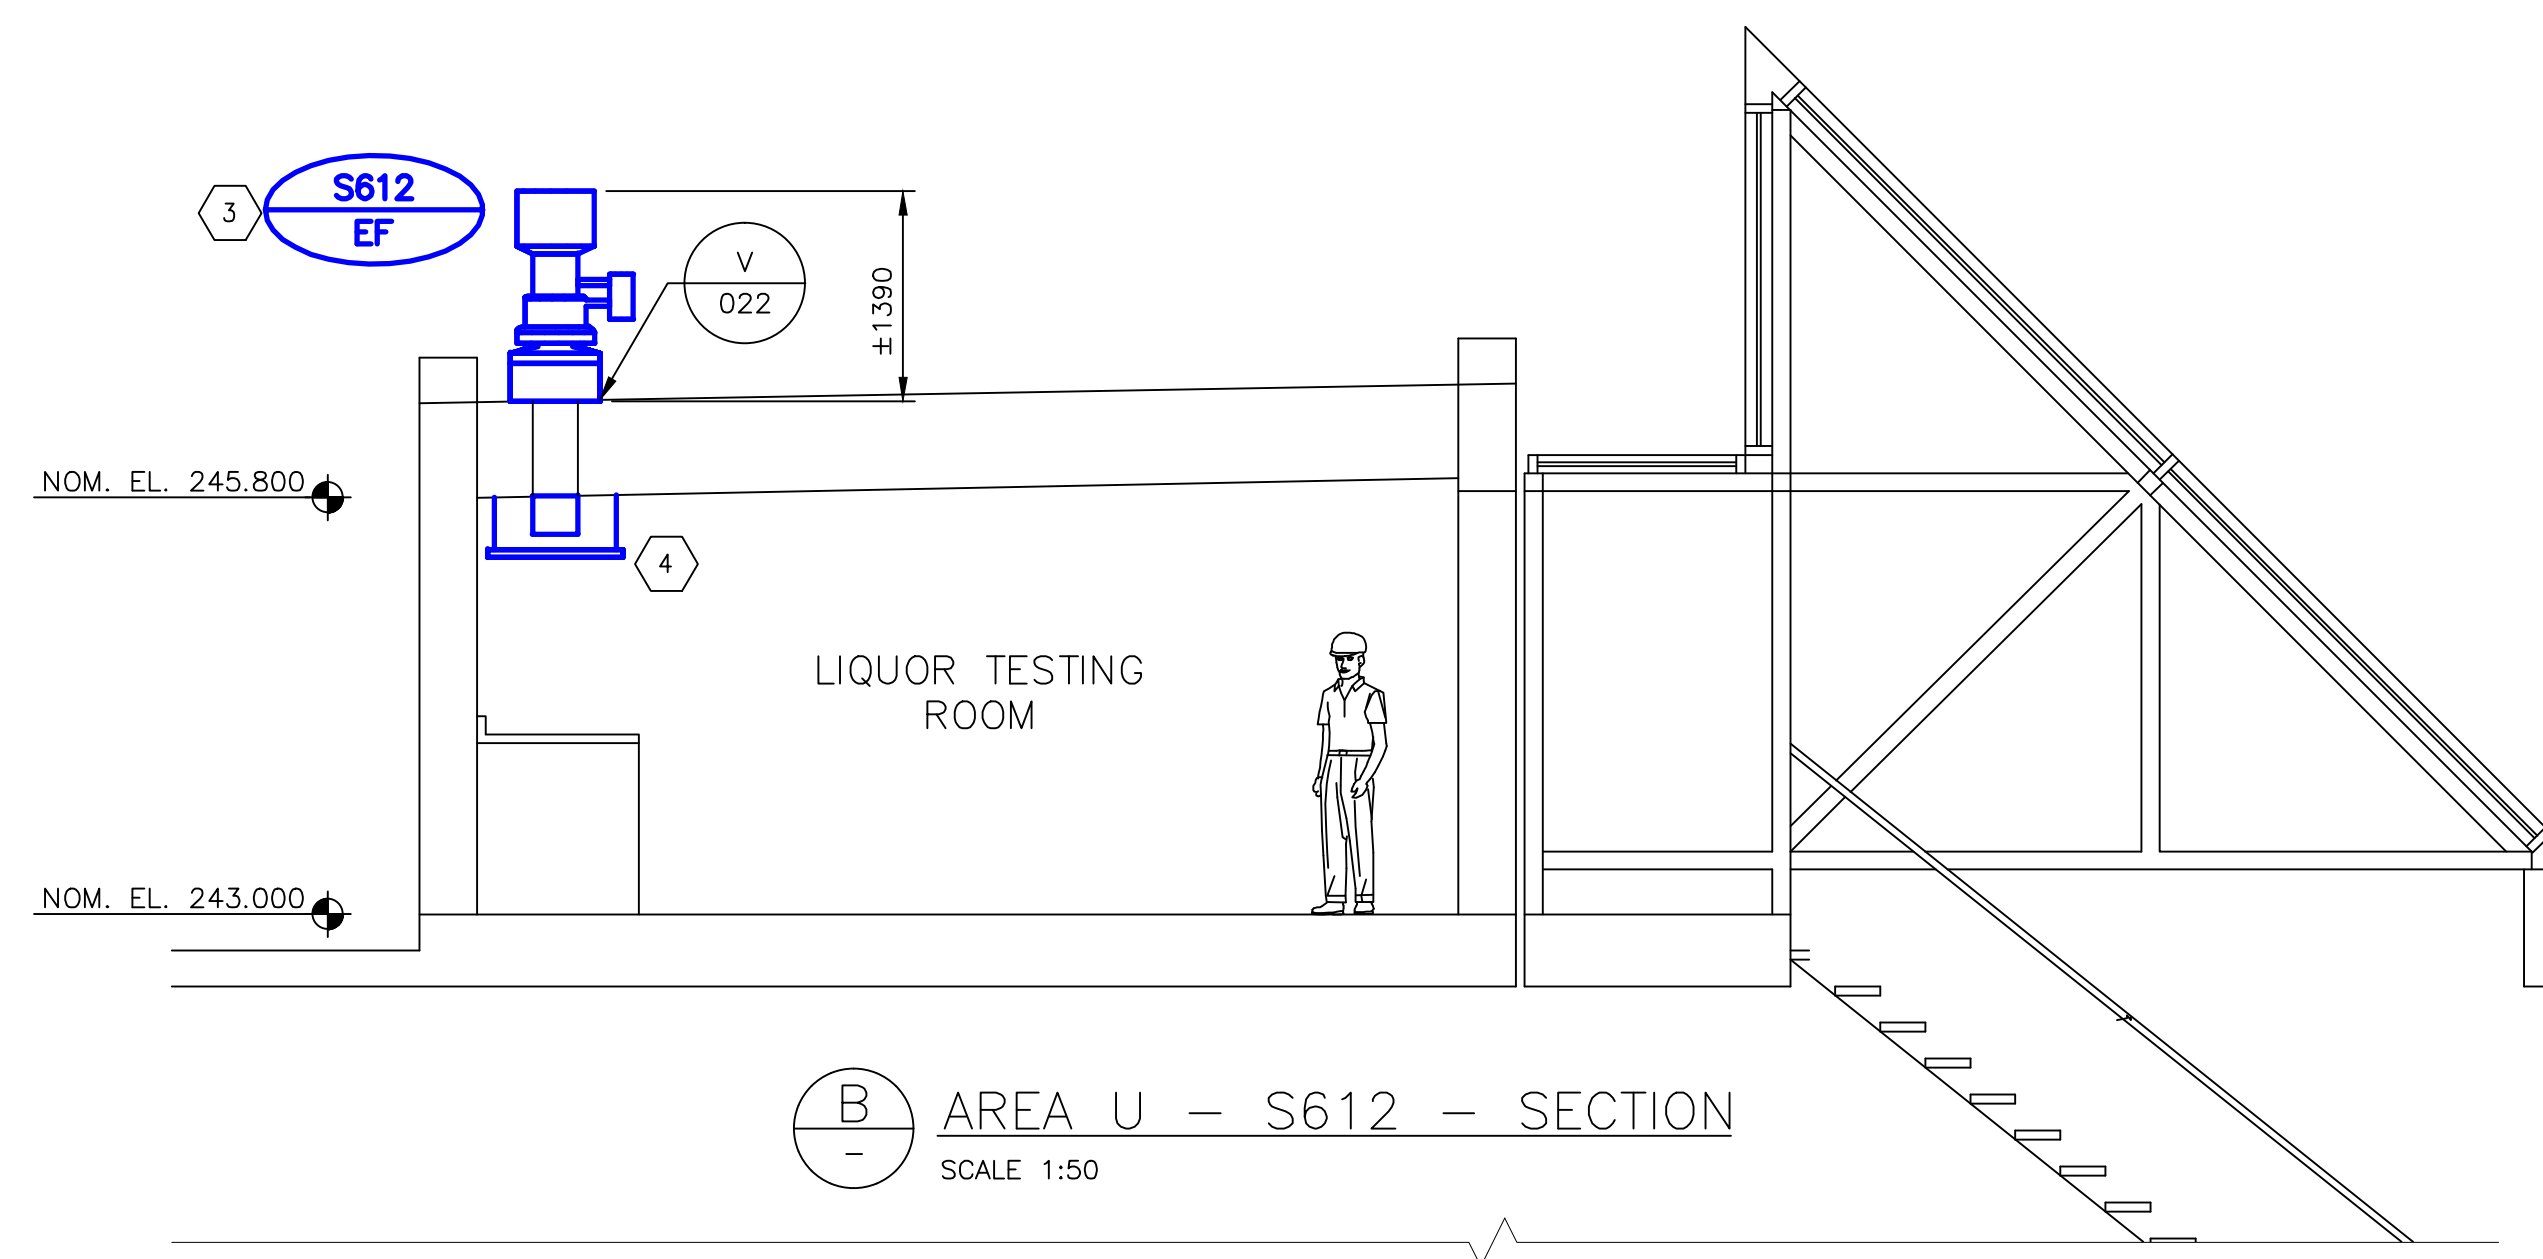 3
S612
EF
V
022
±1390
NOM. EL. 245.800
4
LIQUOR TESTING
ROOM
NOM. EL. 243.000
B
-
AREA U - S612 - SECTION
SCALE 1:50